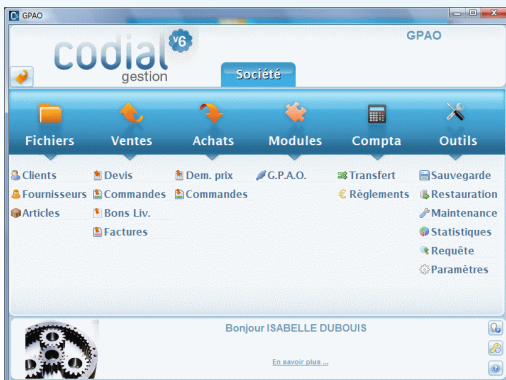 GPAO
codial v6 GPAO
gestion
Société
Fichiers Ventes Achats Modules Compta Outils
Clients Devis Dem. prix G.P.A.O. Transfert Sauvegarde
Fournisseurs Commandes Commandes Règlements Restauration
Articles Bons Liv. Maintenance
Factures Statistiques
Requête
Paramètres
Bonjour ISABELLE DUBOUIS
En savoir plus ...